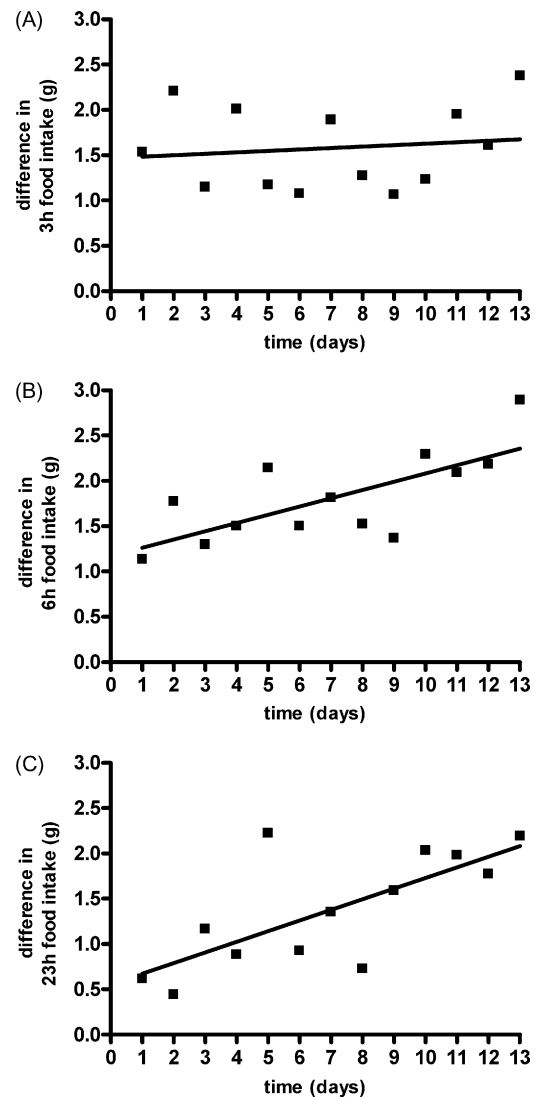 (A)
difference in
3h food intake (g)
3.0
2.5
2.0
1.5
1.0
0.5
0.0
0 1 2 3 4 5 6 7 8 9 10 11 12 13
time (days)
(B)
difference in
6h food intake (g)
3.0
2.5
2.0
1.5
1.0
0.5
0.0
0 1 2 3 4 5 6 7 8 9 10 11 12 13
time (days)
(C)
difference in
23h food intake (g)
3.0
2.5
2.0
1.5
1.0
0.5
0.0
0 1 2 3 4 5 6 7 8 9 10 11 12 13
time (days)